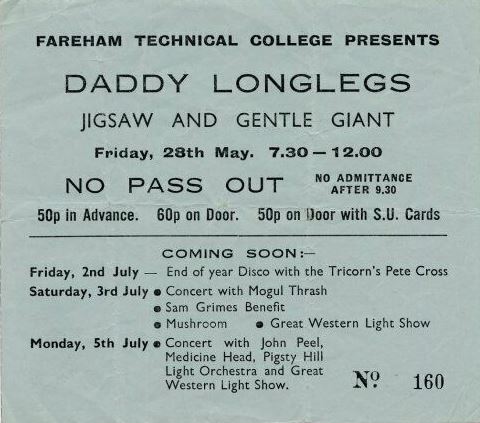 FAREHAM TECHNICAL COLLEGE PRESENTS
DADDY LONGLEGS
JIGSAW AND GENTLE GIANT
Friday, 28th May. 7.30 – 12.00
NO PASS OUT NO ADMITTANCE AFTER 9.30
50p in Advance. 60p on Door. 50p on Door with S.U. Cards
COMING SOON:—
Friday, 2nd July — End of year Disco with the Tricorn's Pete Cross
Saturday, 3rd July ● Concert with Mogul Thrash
● Sam Grimes Benefit
● Mushroom ● Great Western Light Show
Monday, 5th July ● Concert with John Peel,
Medicine Head, Pigsty Hill
Light Orchestra and Great
Western Light Show.
No. 160